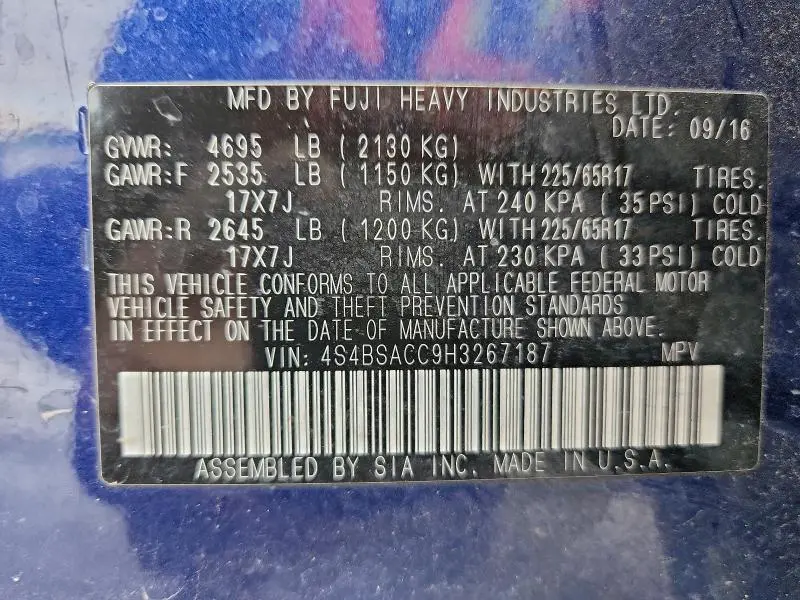 MFD BY FUJI HEAVY INDUSTRIES LTD.
DATE: 09/16
GVWR: 4695 LB ( 2130 KG)
GAWR:F 2535 LB ( 1150 KG) WITH 225/65R17 TIRES.
17X7J RIMS. AT 240 KPA ( 35 PSI) COLD
GAWR:R 2645 LB ( 1200 KG) WITH 225/65R17 TIRES.
17X7J RIMS. AT 230 KPA ( 33 PSI) COLD
THIS VEHICLE CONFORMS TO ALL APPLICABLE FEDERAL MOTOR
VEHICLE SAFETY AND THEFT PREVENTION STANDARDS
IN EFFECT ON THE DATE OF MANUFACTURE SHOWN ABOVE.
VIN: 4S4BSACC9H3267187 MPV
ASSEMBLED BY SIA INC. MADE IN U.S.A.